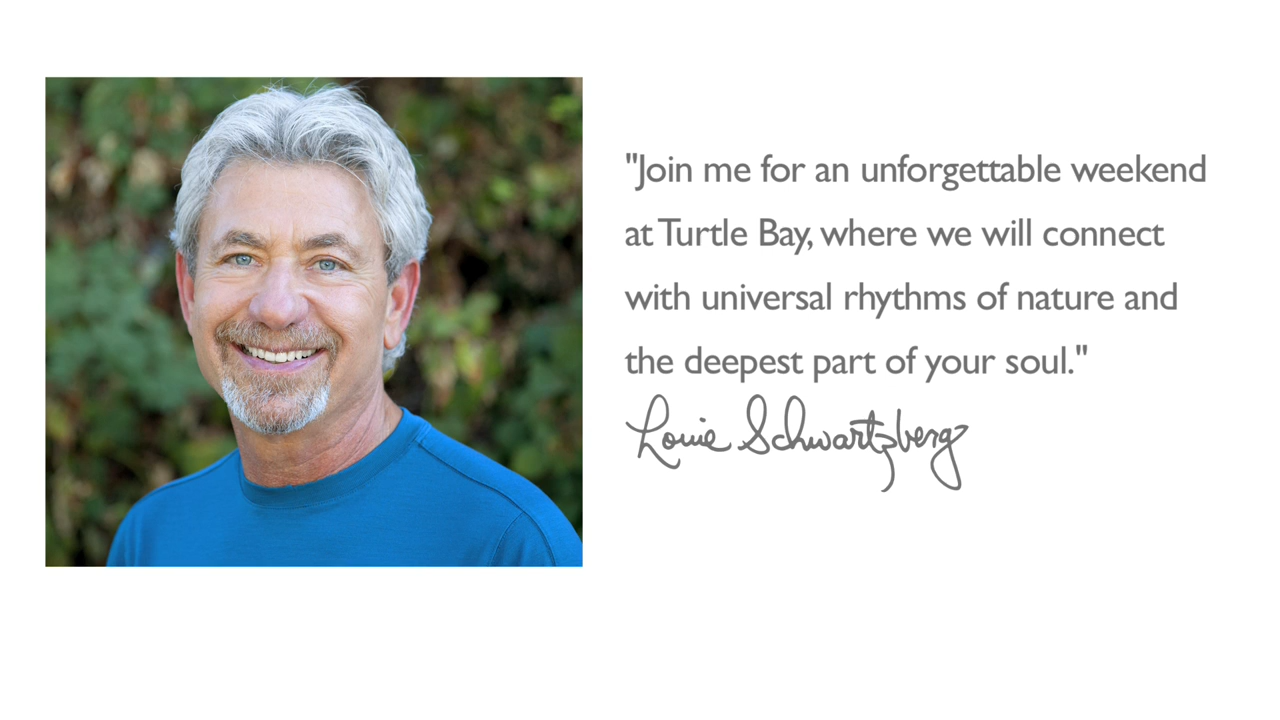 "Join me for an unforgettable weekend
at Turtle Bay, where we will connect
with universal rhythms of nature and
the deepest part of your soul."
Louie Schwartzberg